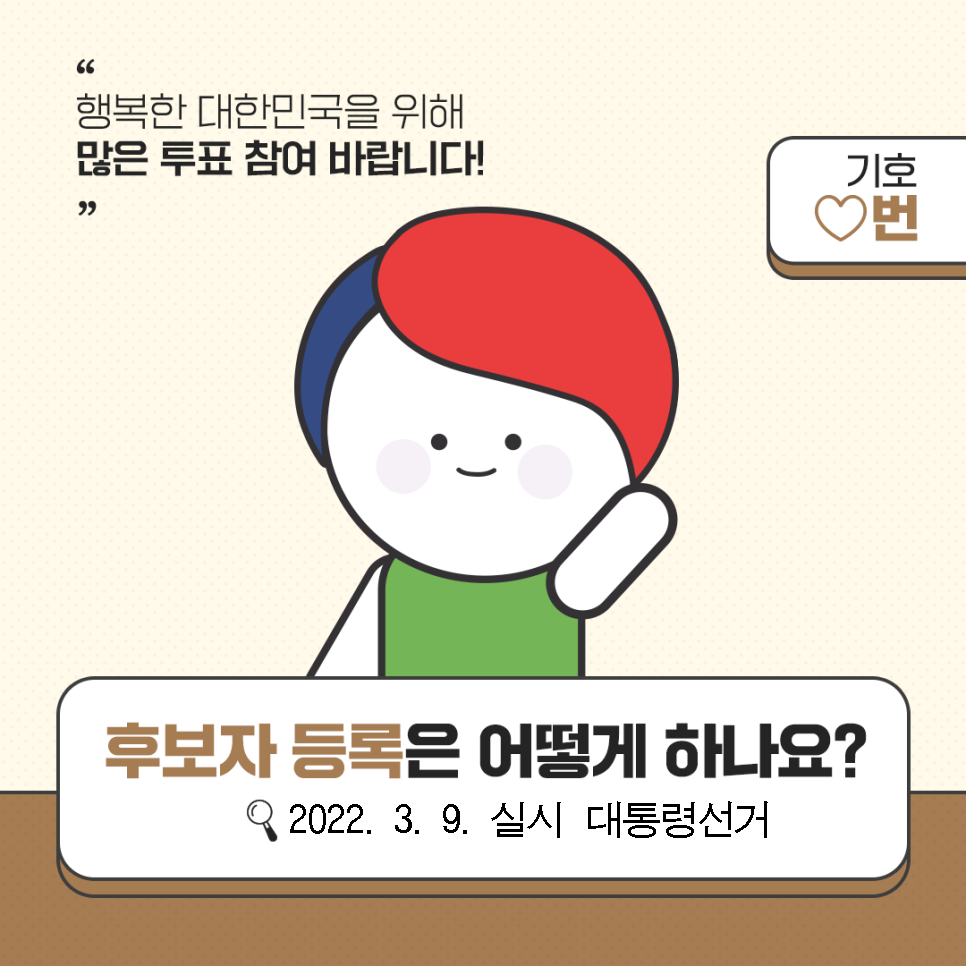 “
행복한 대한민국을 위해
많은 투표 참여 바랍니다!
”
기호
♡번
후보자 등록은 어떻게 하나요?
2022. 3. 9. 실시 대통령선거